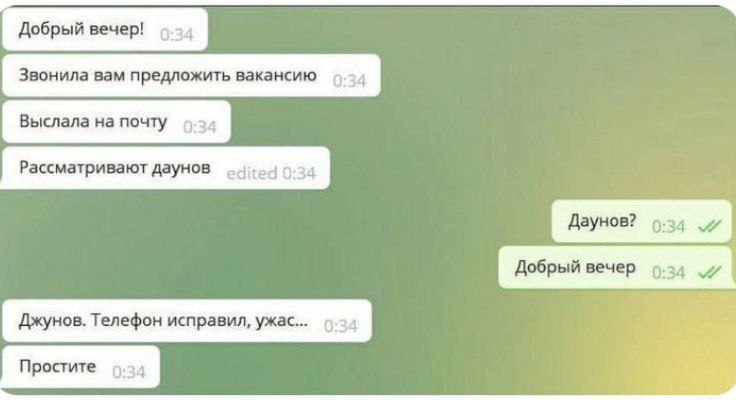 Добрый вечер! 0:34
Звонила вам предложить вакансию 0:34
Выслала на почту 0:34
Рассматривают даунов edited 0:34
Даунов? 0:34
Добрый вечер 0:34
Джунов. Телефон исправил, ужас... 0:34
Простите 0:34